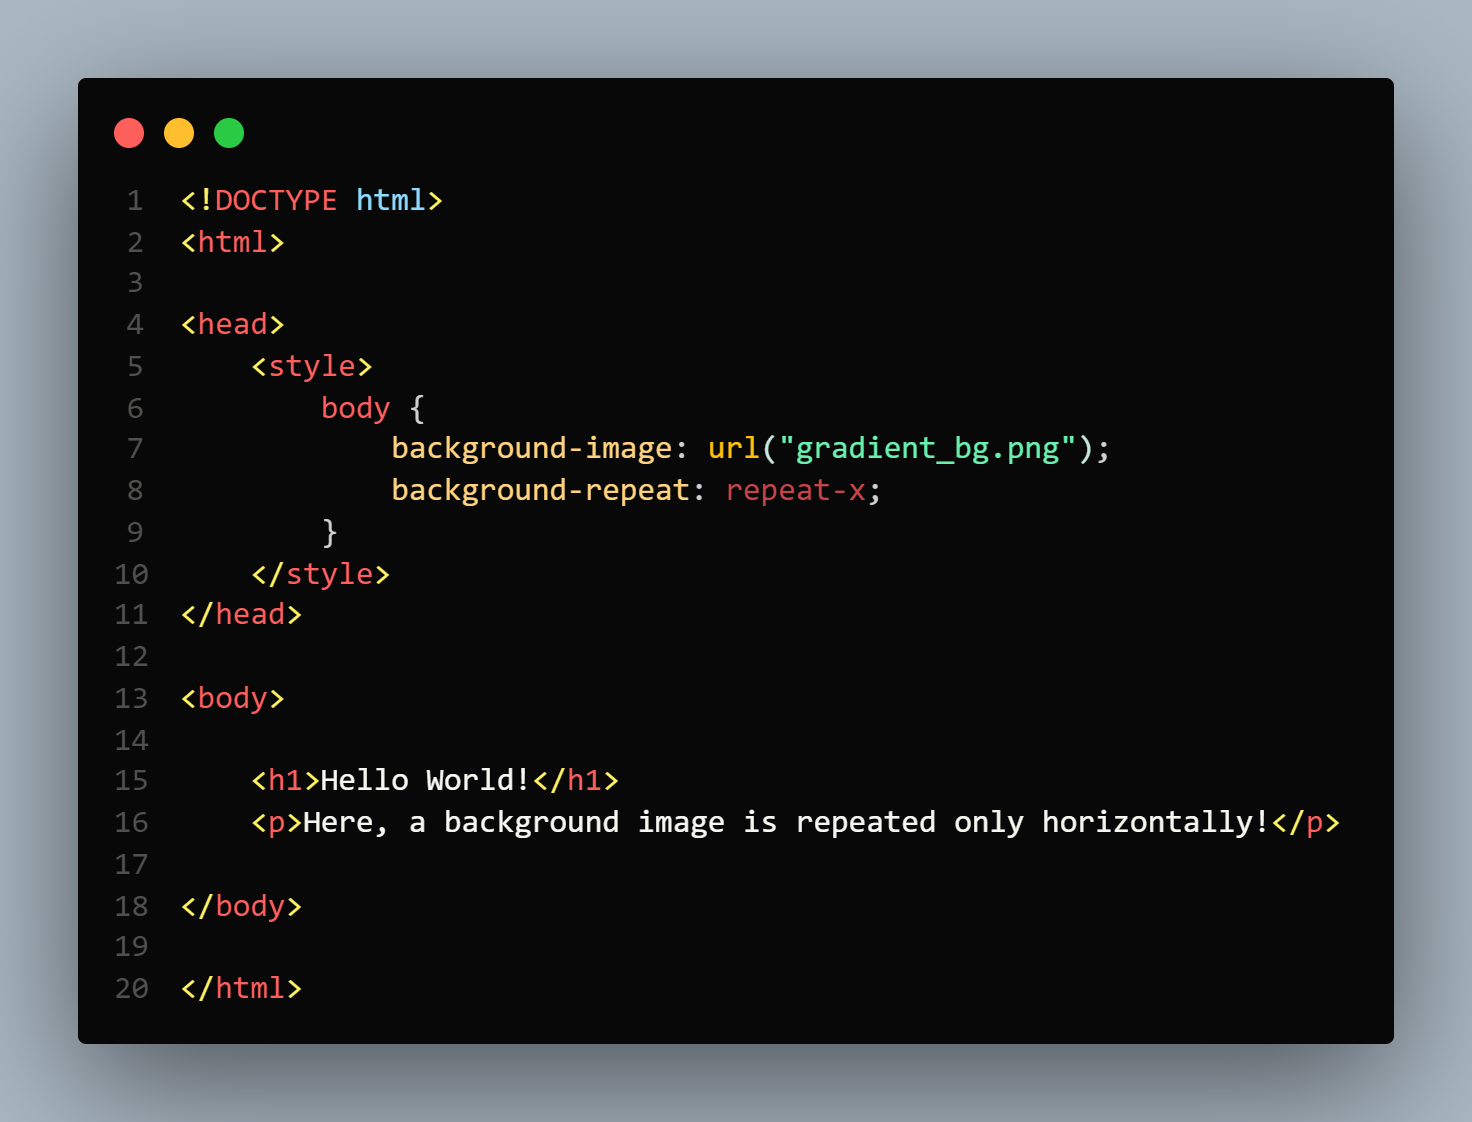 1 <!DOCTYPE html>
2 <html>
3
4 <head>
5     <style>
6         body {
7             background-image: url("gradient_bg.png");
8             background-repeat: repeat-x;
9         }
10     </style>
11 </head>
12
13 <body>
14
15     <h1>Hello World!</h1>
16     <p>Here, a background image is repeated only horizontally!</p>
17
18 </body>
19
20 </html>